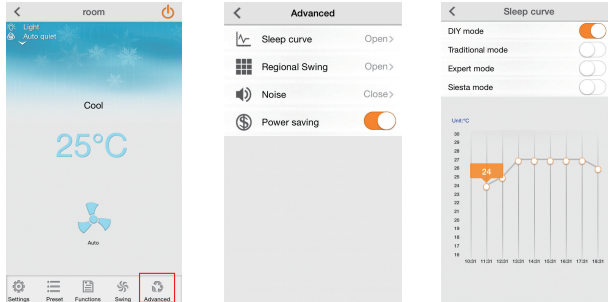 room
Light
Auto quiet
Cool
25°C
Auto
Settings Preset Functions Swing Advanced
Advanced
Sleep curve Open>
Regional Swing Open>
Noise Close>
Power saving
Sleep curve
DIY mode
Traditional mode
Expert mode
Siesta mode
Unit:°C
30
29
28
27
26
25
24
23
22
21
20
19
18
17
16
24
10:31 11:31 12:31 13:31 14:31 15:31 16:31 17:31 18:31